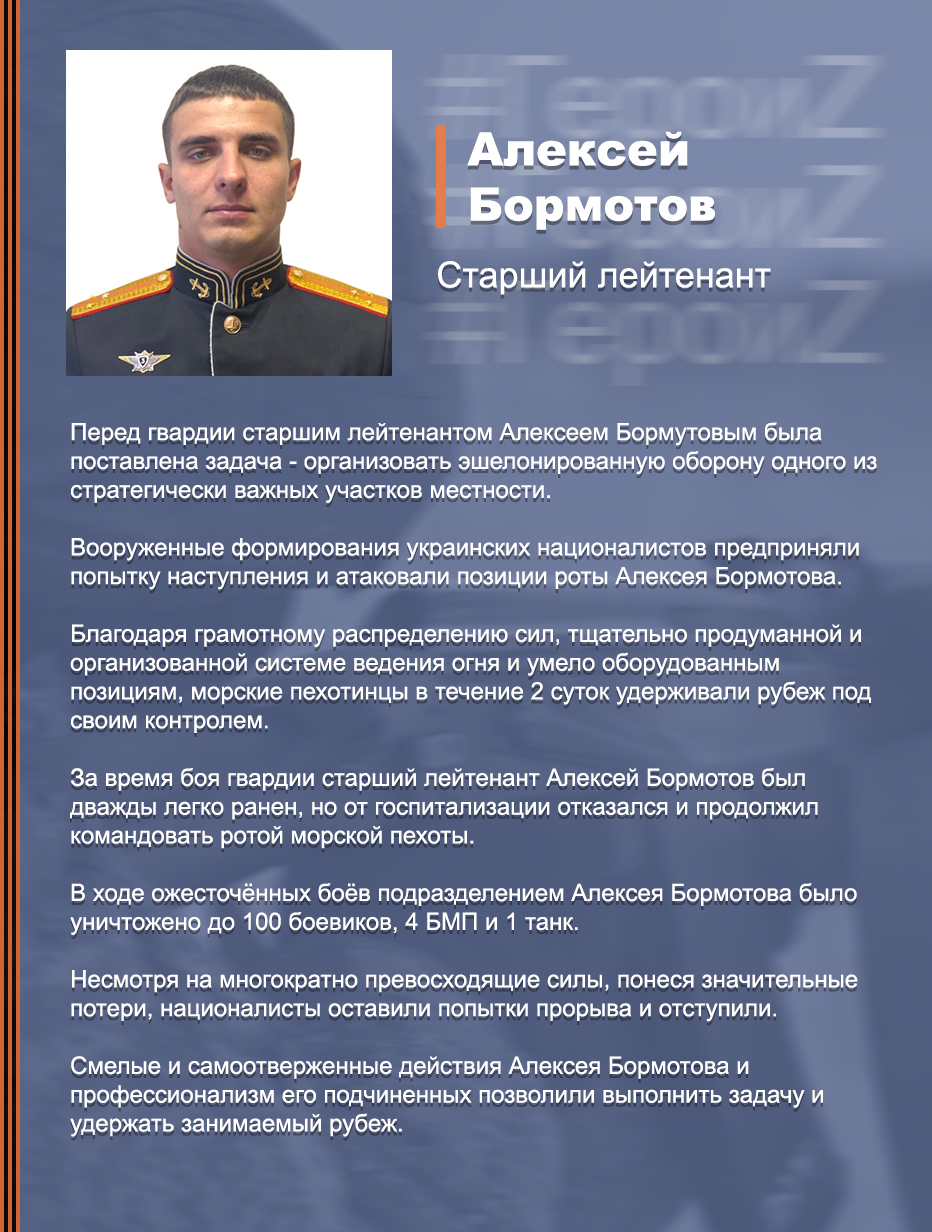 #ГероиZ
Алексей
#ГероиZ
Бормотов
Старший лейтенант
#ГероиZ
Перед гвардии старшим лейтенантом Алексеем Бормутовым была
поставлена задача - организовать эшелонированную оборону одного из
стратегически важных участков местности.
Вооруженные формирования украинских националистов предприняли
попытку наступления и атаковали позиции роты Алексея Бормотова.
Благодаря грамотному распределению сил, тщательно продуманной и
организованной системе ведения огня и умело оборудованным
позициям, морские пехотинцы в течение 2 суток удерживали рубеж под
своим контролем.
За время боя гвардии старший лейтенант Алексей Бормотов был
дважды легко ранен, но от госпитализации отказался и продолжил
командовать ротой морской пехоты.
В ходе ожесточённых боёв подразделением Алексея Бормотова было
уничтожено до 100 боевиков, 4 БМП и 1 танк.
Несмотря на многократно превосходящие силы, понеся значительные
потери, националисты оставили попытки прорыва и отступили.
Смелые и самоотверженные действия Алексея Бормотова и
профессионализм его подчиненных позволили выполнить задачу и
удержать занимаемый рубеж.